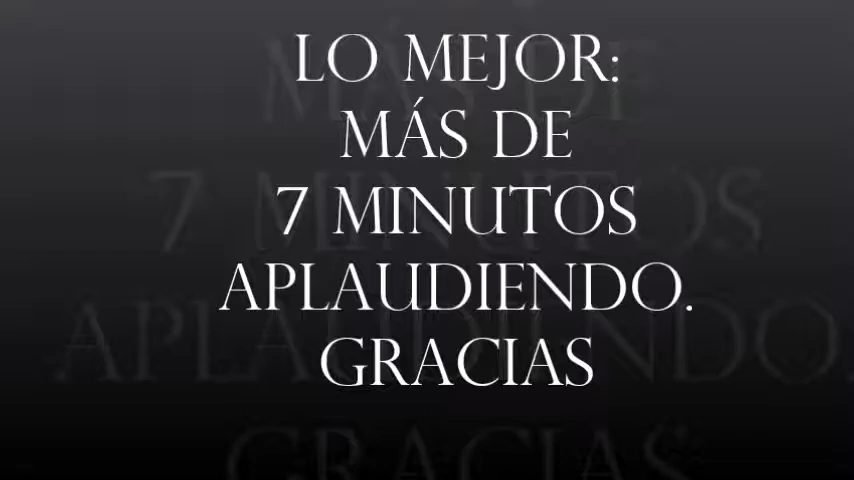 LO MEJOR:
MÁS DE
7 MINUTOS
APLAUDIENDO.
GRACIAS